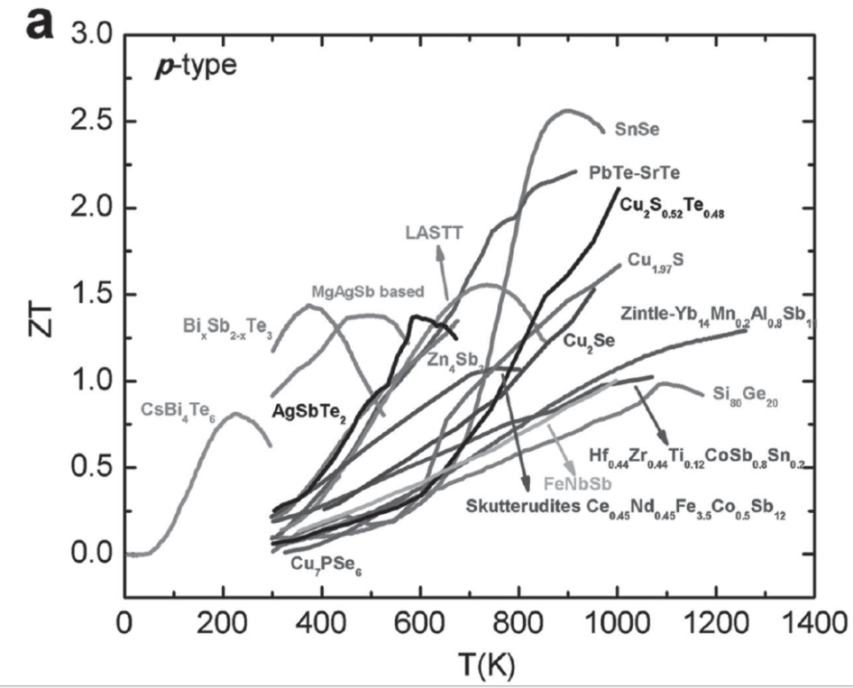 a
p-type
3.0
2.5
2.0
1.5
1.0
0.5
0.0
ZT
SnSe
PbTe-SrTe
Cu₂S₀.₅₂Te₀.₄₈
LASTT
Cu₁.₉₇S
MgAgSb based
BiₓSb₂₋ₓTe₃
Zintle-Yb₁₄Mn₀.₂Al₀.₈Sb₁
Cu₂Se
Zn₄Sb₃
CsBi₄Te₆
AgSbTe₂
Si₈₀Ge₂₀
Hf₀.₄₄Zr₀.₄₄Ti₀.₁₂CoSb₀.₈Sn₀.₂
FeNbSb
Skutterudites Ce₀.₄₅Nd₀.₄₅Fe₃.₅Co₀.₅Sb₁₂
Cu₇PSe₆
0 200 400 600 800 1000 1200 1400
T(K)